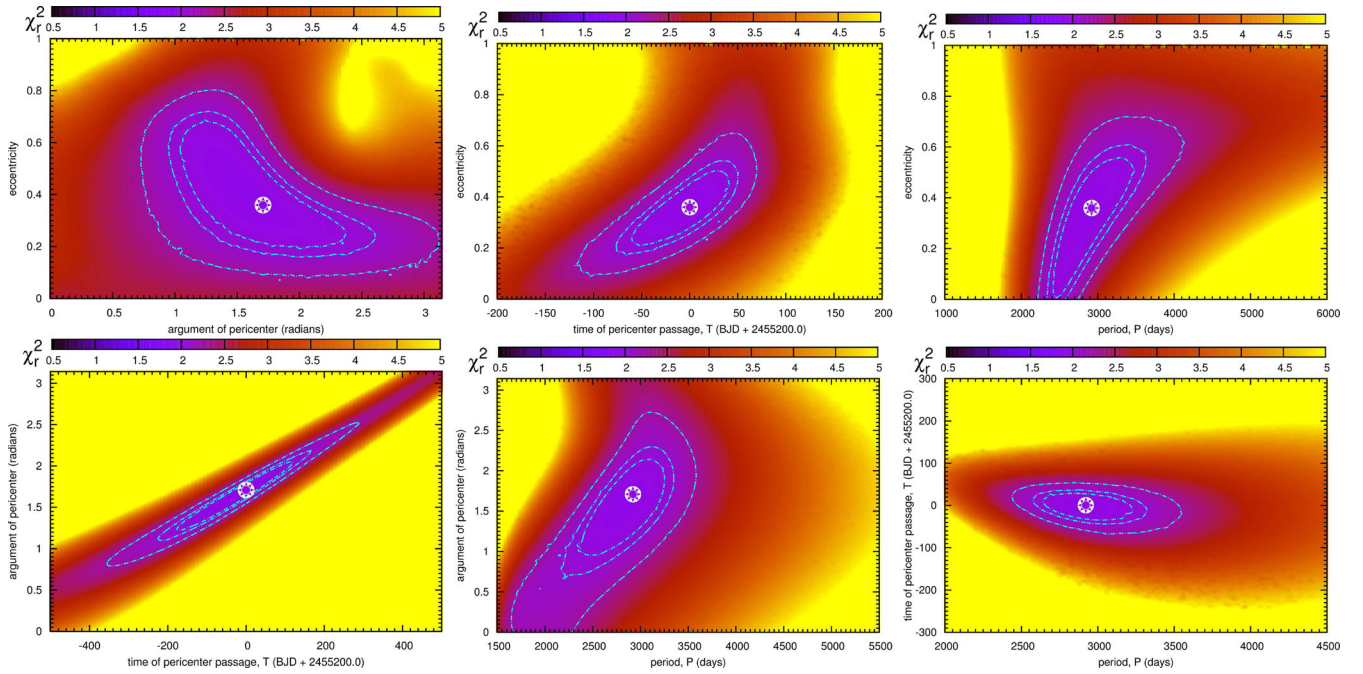 χr2 0.5 1 1.5 2 2.5 3 3.5 4 4.5 5
eccentricity
1
0.8
0.6
0.4
0.2
0
0 0.5 1 1.5 2 2.5 3
argument of pericenter (radians)
χr2 0.5 1 1.5 2 2.5 3 3.5 4 4.5 5
eccentricity
1
0.8
0.6
0.4
0.2
0
-200 -150 -100 -50 0 50 100 150 200
time of pericenter passage, T (BJD + 2455200.0)
χr2 0.5 1 1.5 2 2.5 3 3.5 4 4.5 5
eccentricity
1
0.8
0.6
0.4
0.2
0
1000 2000 3000 4000 5000 6000
period, P (days)
χr2 0.5 1 1.5 2 2.5 3 3.5 4 4.5 5
argument of pericenter (radians)
3
2.5
2
1.5
1
0.5
0
-400 -200 0 200 400
time of pericenter passage, T (BJD + 2455200.0)
χr2 0.5 1 1.5 2 2.5 3 3.5 4 4.5 5
argument of pericenter (radians)
3
2.5
2
1.5
1
0.5
0
1500 2000 2500 3000 3500 4000 4500 5000 5500
period, P (days)
χr2 0.5 1 1.5 2 2.5 3 3.5 4 4.5 5
time of pericenter passage, T (BJD + 2455200.0)
300
200
100
0
-100
-200
-300
2000 2500 3000 3500 4000 4500
period, P (days)